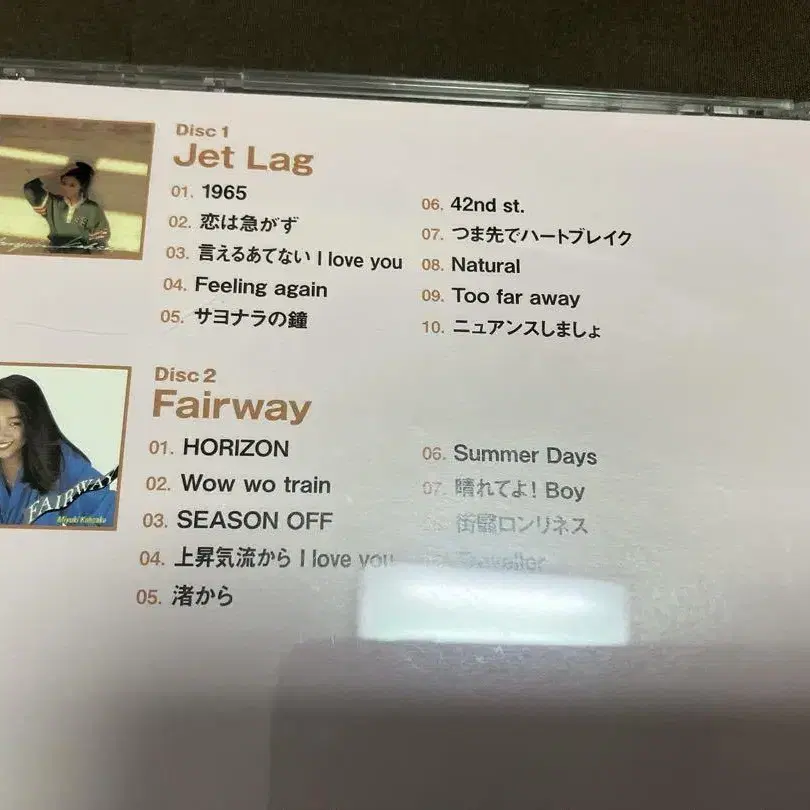 Disc 1
Jet Lag
01. 1965
02. 恋は急がず
03. 言えるあてない I love you
04. Feeling again
05. サヨナラの鐘
06. 42nd st.
07. つま先でハートブレイク
08. Natural
09. Too far away
10. ニュアンスしましょ
Disc 2
Fairway
FAIRWAY
Miyuki Kohsaka
01. HORIZON
02. Wow wo train
03. SEASON OFF
04. 上昇気流から I love you
05. 渚から
06. Summer Days
07. 晴れてよ! Boy
ロンリネス
Traveller